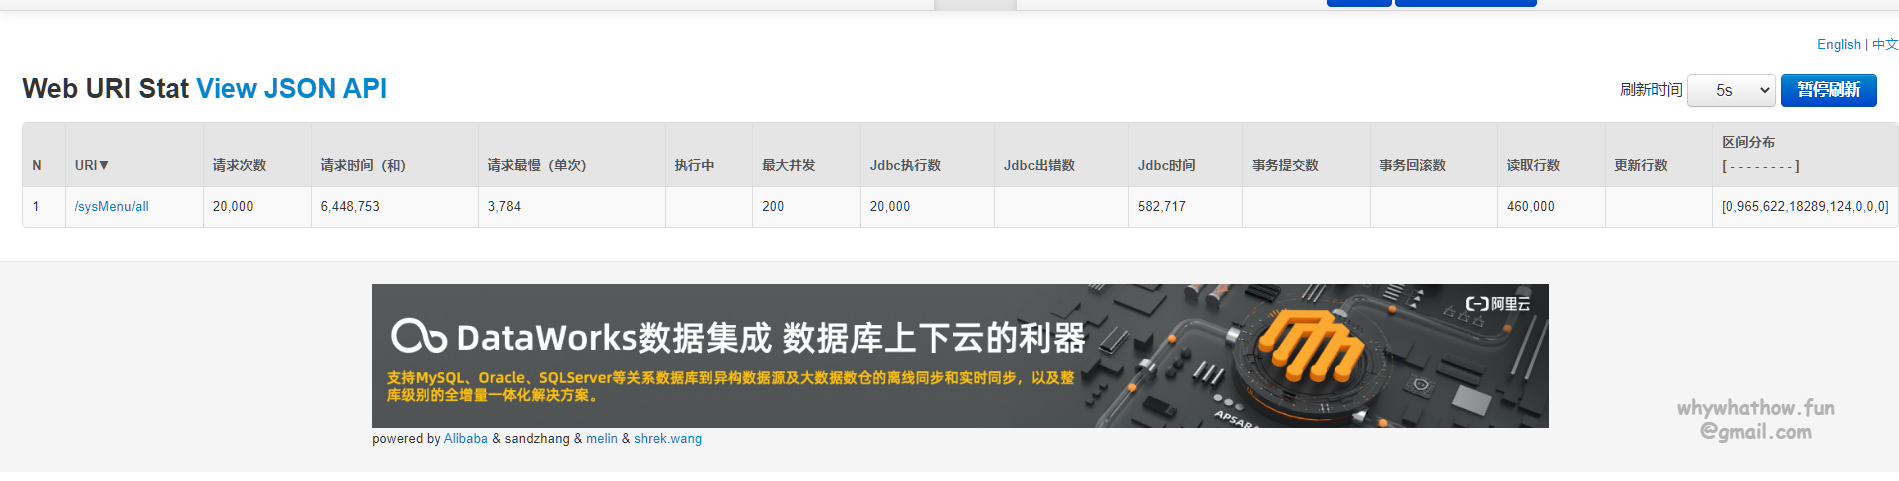 English | 中文
Web URI Stat View JSON API
刷新时间 5s 暂停刷新
N URI▼ 请求次数 请求时间（和） 请求最慢（单次） 执行中 最大并发 Jdbc执行数 Jdbc出错数 Jdbc时间 事务提交数 事务回滚数 读取行数 更新行数 区间分布
[ - - - - - - - - ]
1 /sysMenu/all 20,000 6,448,753 3,784 200 20,000 582,717 460,000 [0,965,622,18289,124,0,0,0]
阿里云
DataWorks数据集成 数据库上下云的利器
支持MySQL、Oracle、SQLServer等关系数据库到异构数据源及大数据数仓的离线同步和实时同步，以及整
库级别的全增量一体化解决方案。
APSARA
powered by Alibaba & sandzhang & melin & shrek.wang
whywhathow.fun
@gmail.com